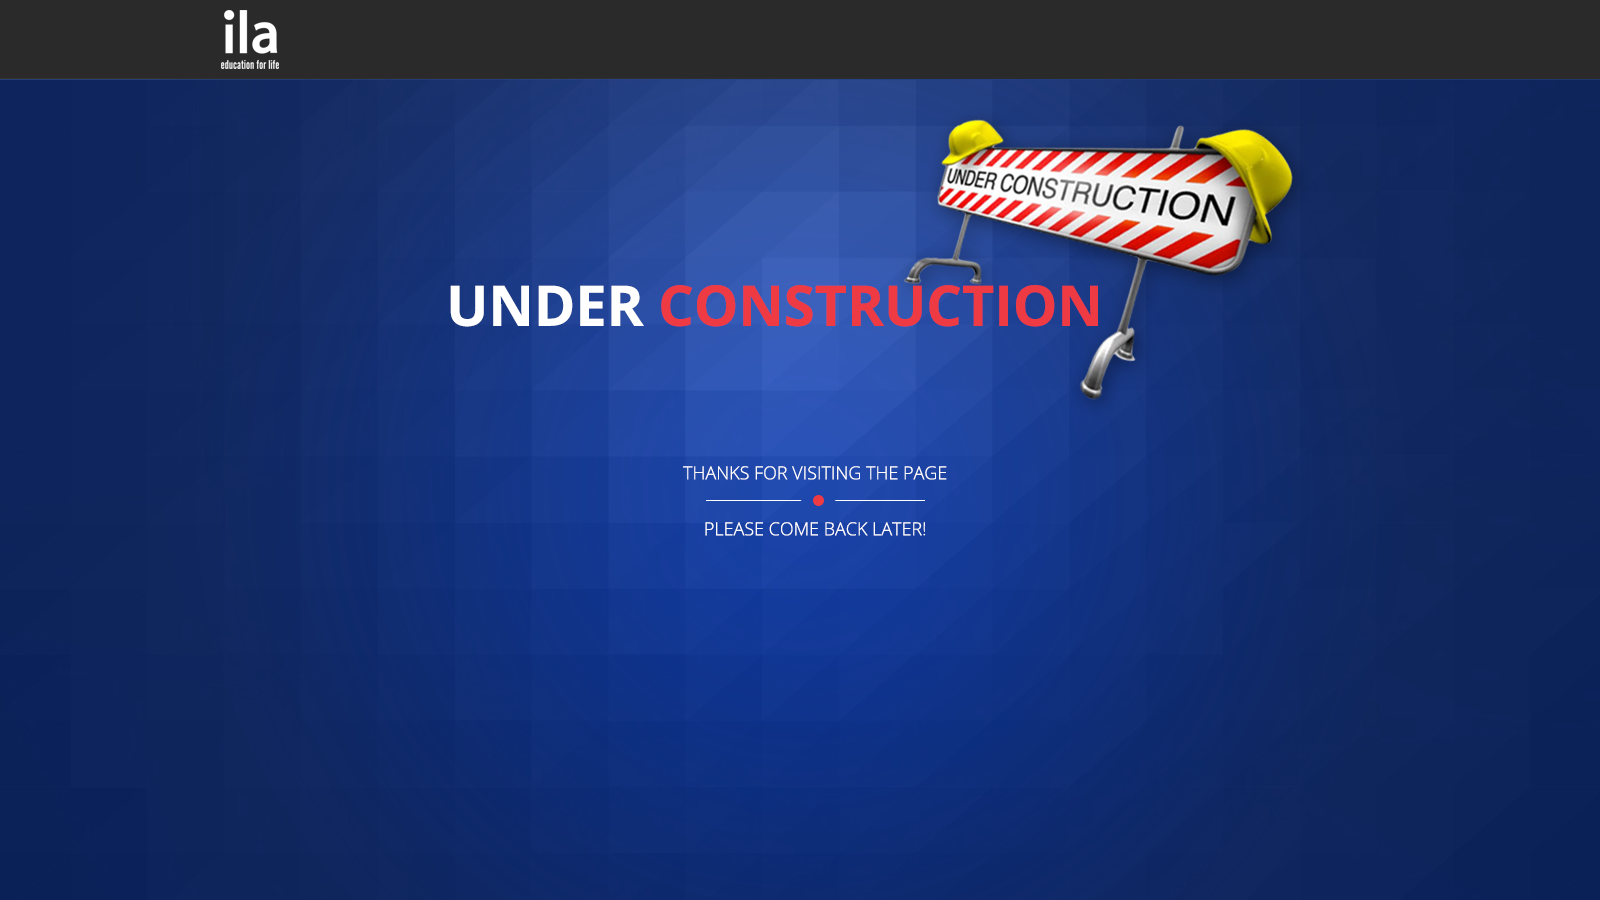 ila
education for life
UNDER CONSTRUCTION
UNDER CONSTRUCTION
THANKS FOR VISITING THE PAGE
PLEASE COME BACK LATER!